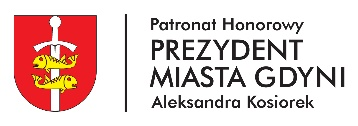 Patronat Honorowy
PREZYDENT
MIASTA GDYNI
Aleksandra Kosiorek